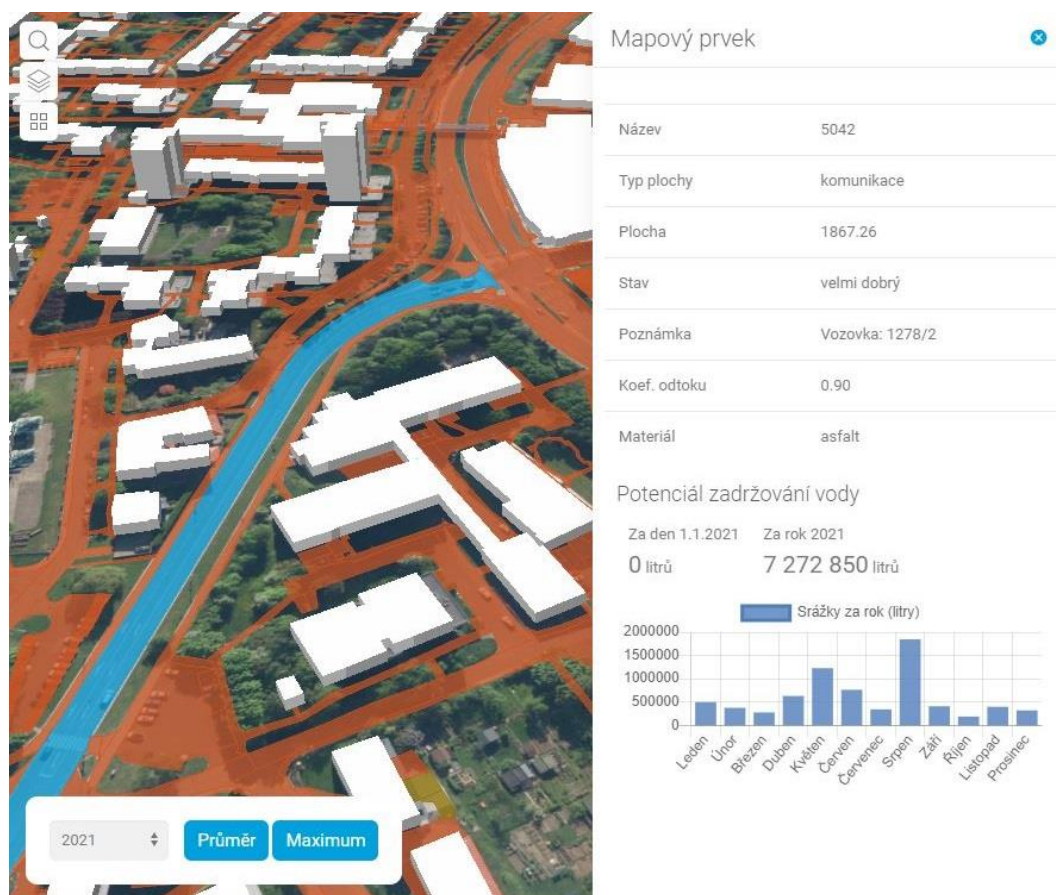 Mapový prvek
Název 5042
Typ plochy komunikace
Plocha 1867.26
Stav velmi dobrý
Poznámka Vozovka: 1278/2
Koef. odtoku 0.90
Materiál asfalt
Potenciál zadržování vody
Za den 1.1.2021 Za rok 2021
0 litrů 7 272 850 litrů
Srážky za rok (litry)
2000000
1500000
1000000
500000
0
Leden Únor Březen Duben Květen Červen Červenec Srpen Září Říjen Listopad Prosinec
2021 Průměr Maximum